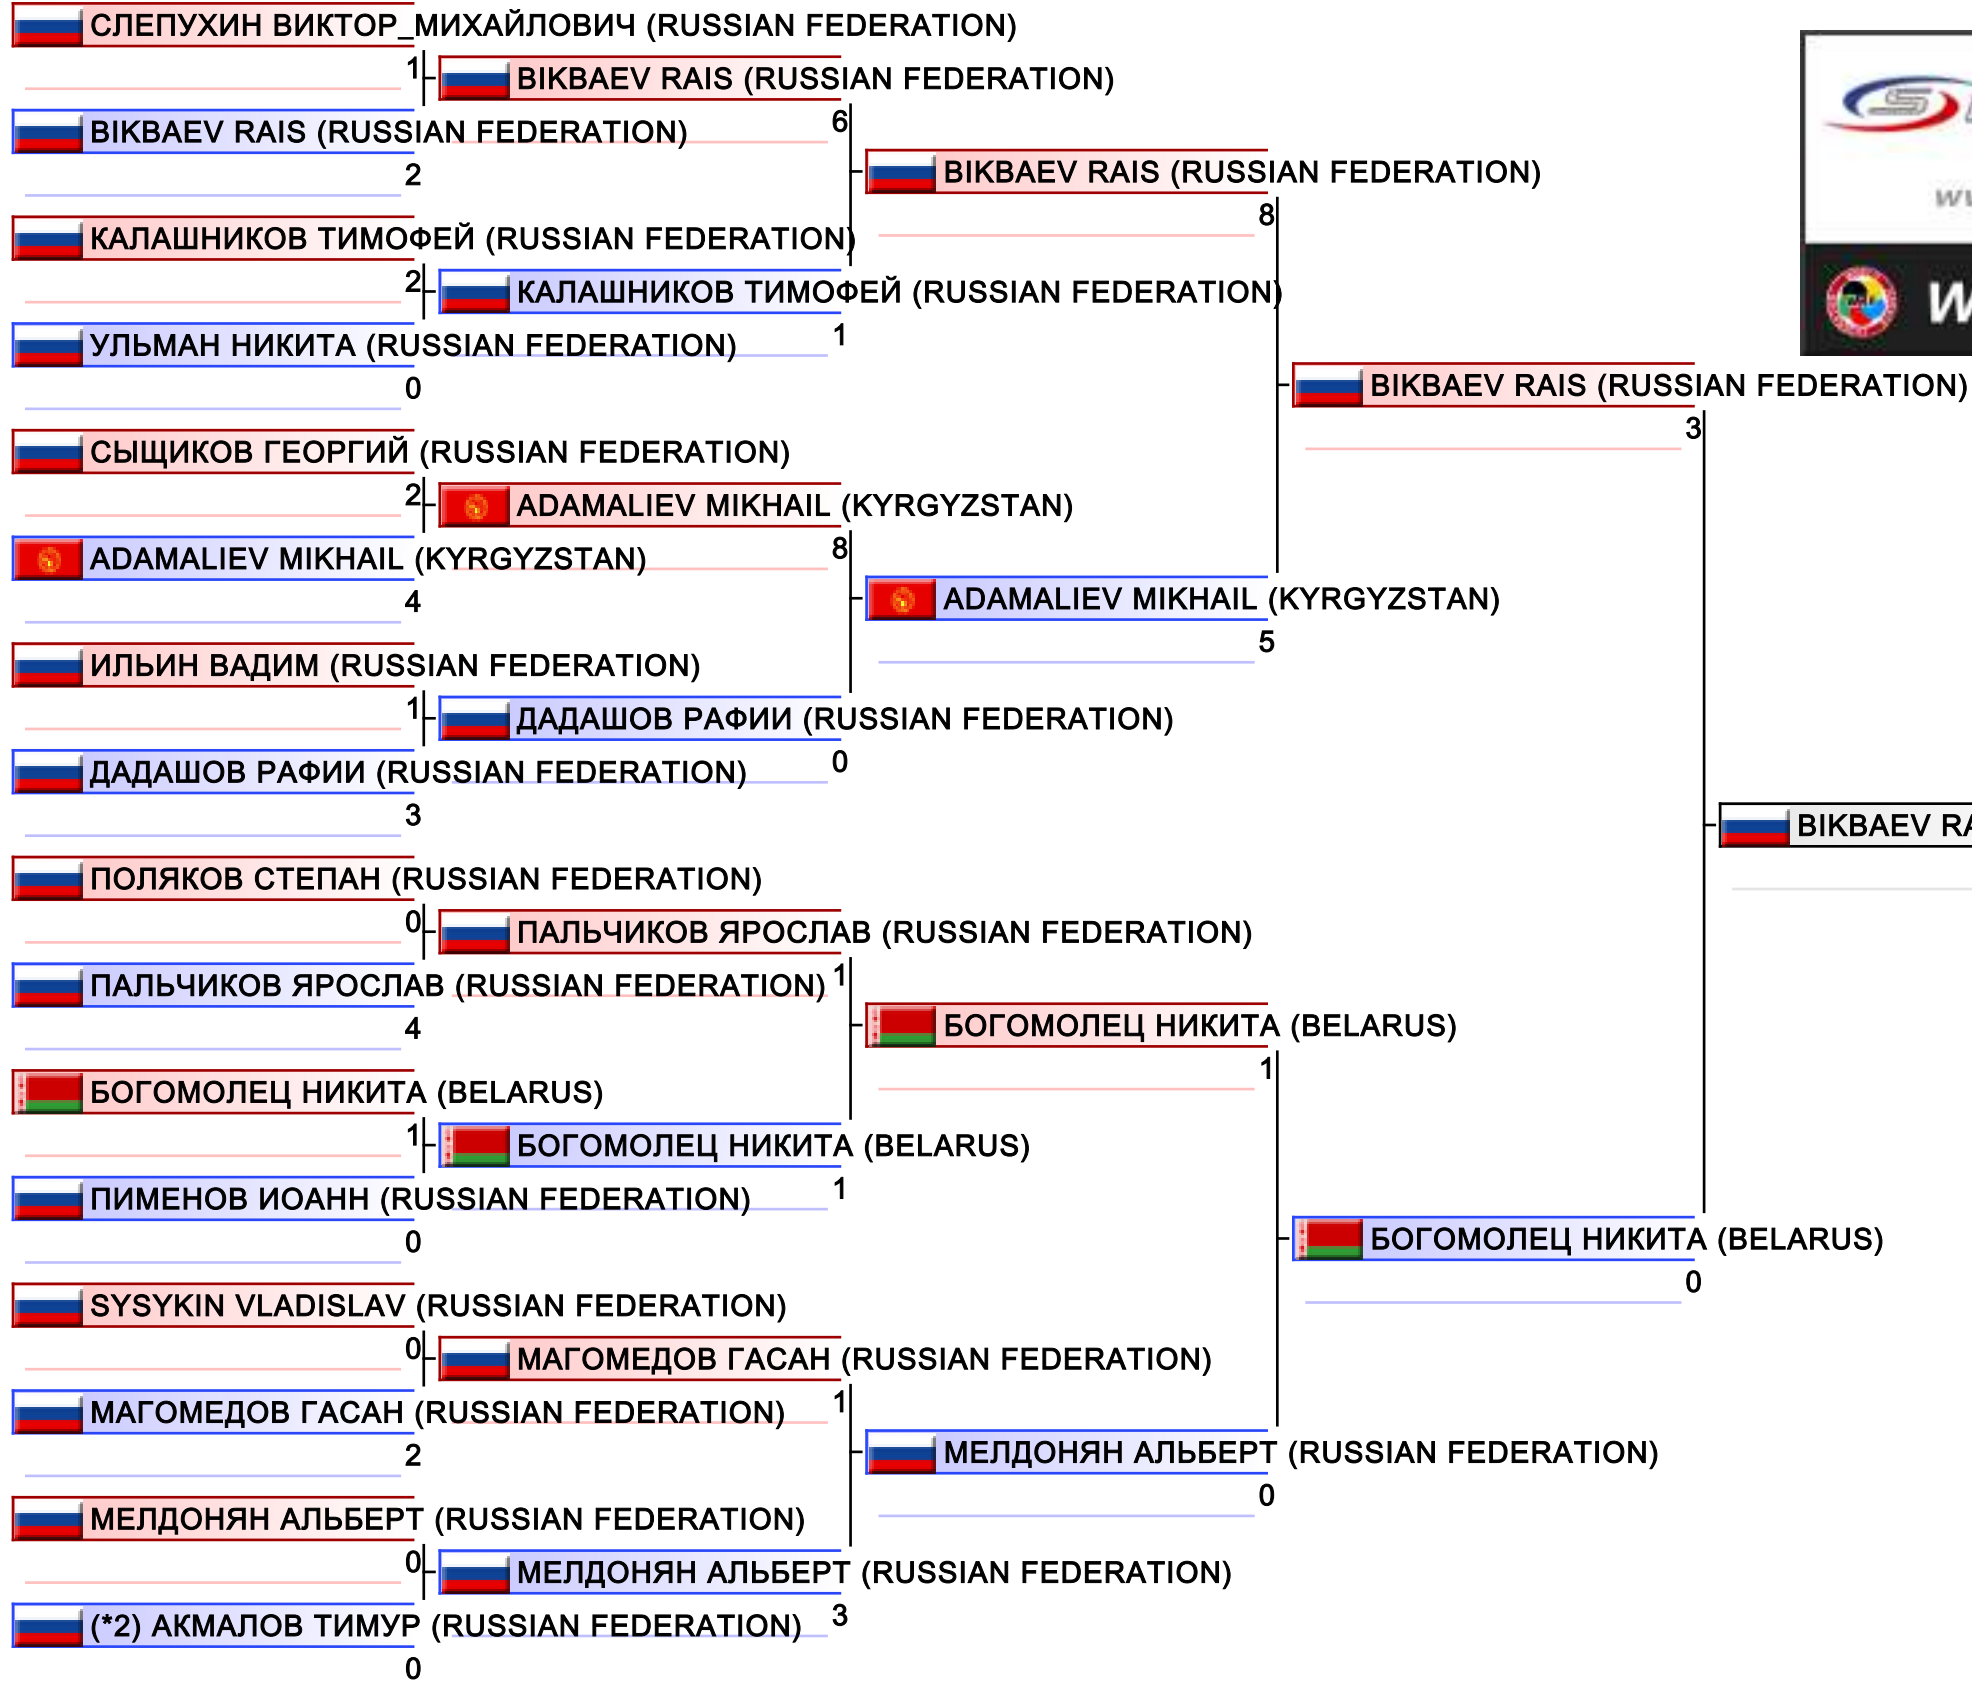 СЛЕПУХИН ВИКТОР_МИХАЙЛОВИЧ (RUSSIAN FEDERATION)
1
BIKBAEV RAIS (RUSSIAN FEDERATION)
2
КАЛАШНИКОВ ТИМОФЕЙ (RUSSIAN FEDERATION)
2
УЛЬМАН НИКИТА (RUSSIAN FEDERATION)
0
СЫЩИКОВ ГЕОРГИЙ (RUSSIAN FEDERATION)
2
ADAMALIEV MIKHAIL (KYRGYZSTAN)
4
ИЛЬИН ВАДИМ (RUSSIAN FEDERATION)
1
ДАДАШОВ РАФИИ (RUSSIAN FEDERATION)
3
ПОЛЯКОВ СТЕПАН (RUSSIAN FEDERATION)
0
ПАЛЬЧИКОВ ЯРОСЛАВ (RUSSIAN FEDERATION)
4
БОГОМОЛЕЦ НИКИТА (BELARUS)
1
ПИМЕНОВ ИОАНН (RUSSIAN FEDERATION)
0
SYSYKIN VLADISLAV (RUSSIAN FEDERATION)
0
МАГОМЕДОВ ГАСАН (RUSSIAN FEDERATION)
2
МЕЛДОНЯН АЛЬБЕРТ (RUSSIAN FEDERATION)
0
(*2) АКМАЛОВ ТИМУР (RUSSIAN FEDERATION)
0
BIKBAEV RAIS (RUSSIAN FEDERATION)
6
КАЛАШНИКОВ ТИМОФЕЙ (RUSSIAN FEDERATION)
1
ADAMALIEV MIKHAIL (KYRGYZSTAN)
8
ДАДАШОВ РАФИИ (RUSSIAN FEDERATION)
0
ПАЛЬЧИКОВ ЯРОСЛАВ (RUSSIAN FEDERATION)
1
БОГОМОЛЕЦ НИКИТА (BELARUS)
1
МАГОМЕДОВ ГАСАН (RUSSIAN FEDERATION)
1
МЕЛДОНЯН АЛЬБЕРТ (RUSSIAN FEDERATION)
3
BIKBAEV RAIS (RUSSIAN FEDERATION)
8
ADAMALIEV MIKHAIL (KYRGYZSTAN)
5
БОГОМОЛЕЦ НИКИТА (BELARUS)
1
МЕЛДОНЯН АЛЬБЕРТ (RUSSIAN FEDERATION)
0
BIKBAEV RAIS (RUSSIAN FEDERATION)
3
БОГОМОЛЕЦ НИКИТА (BELARUS)
0
BIKBAEV